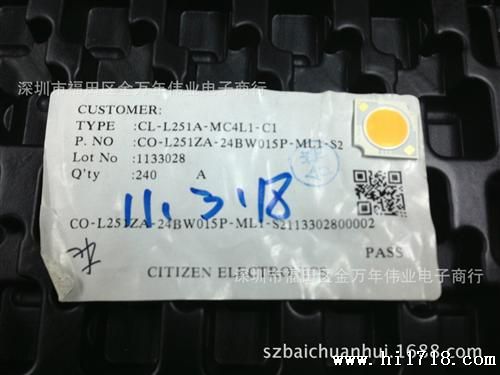 深圳市福田区金万年伟业电子商行
CUSTOMER:
TYPE :CL-L251A-MC4L1-C1
P. NO :CO-L251ZA-24BW015P-ML1-S2
Lot No :1133028
Q'ty :240 A
11.3.18
CO-L251ZA-24BW015P-ML1-S2113302800002
PASS
CITIZEN ELECTRO
深圳市福田区金万年伟业电子商行
szbaichuanhui.1688.com
www.hi1718.com